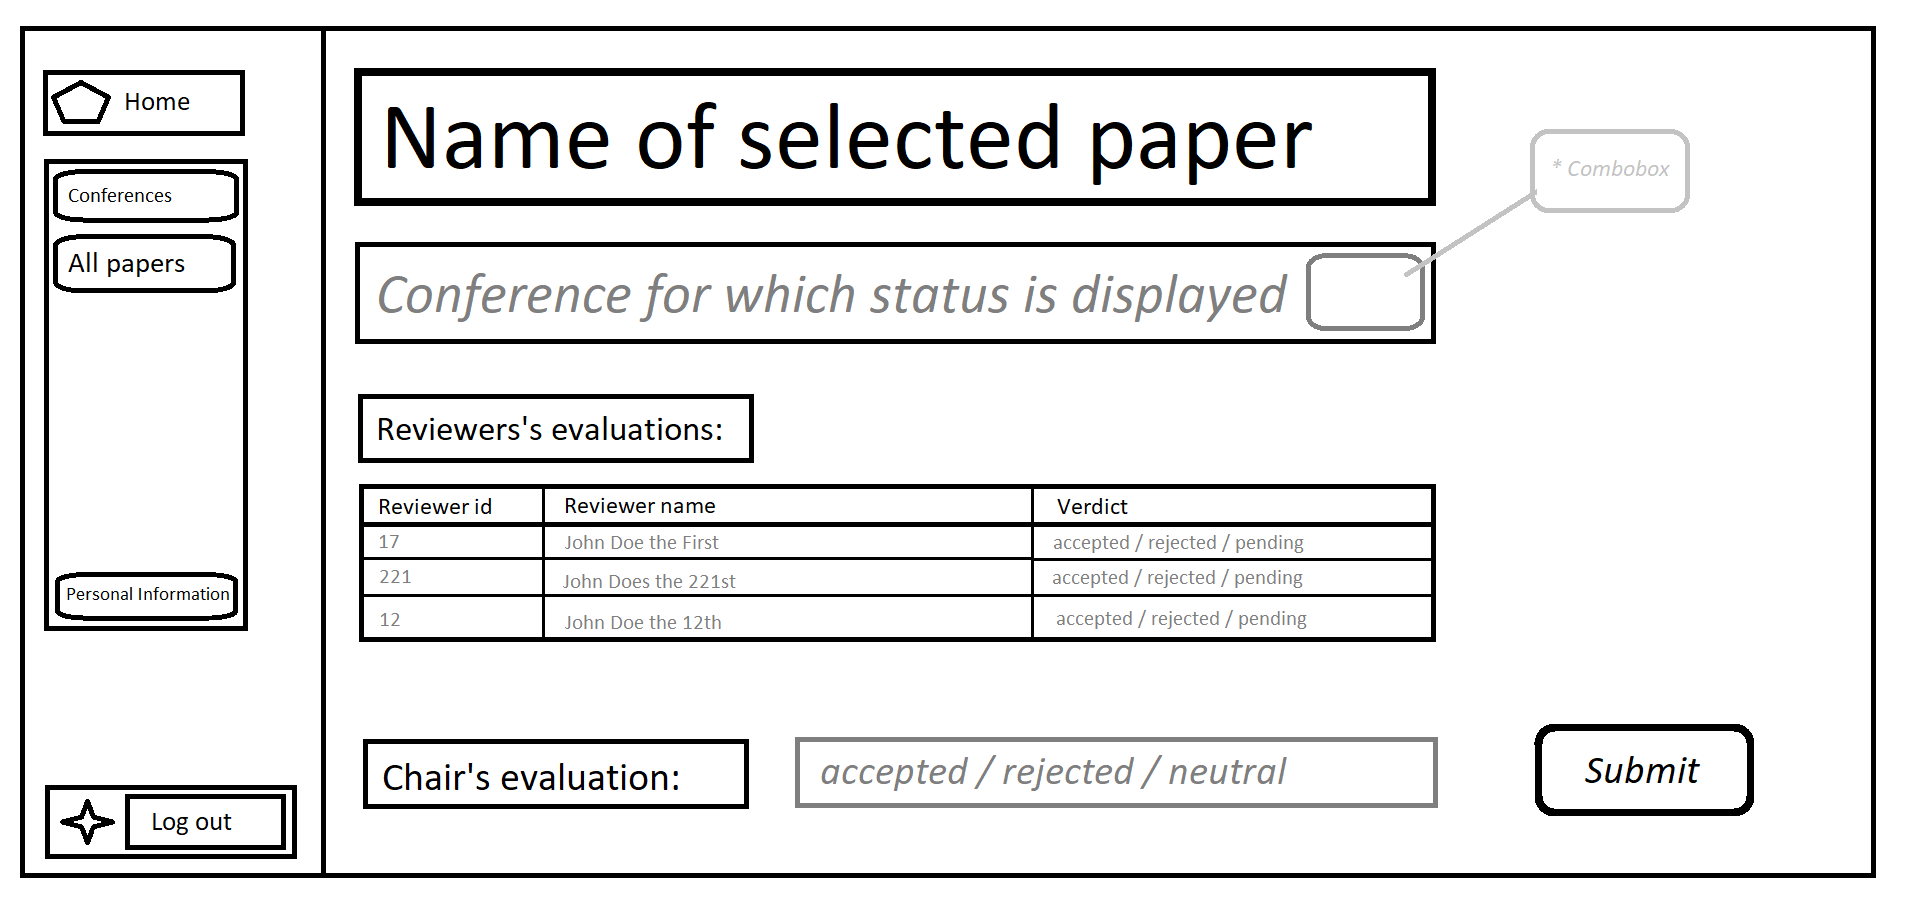 Home
Conferences
All papers
Personal Information
Log out
Name of selected paper
* Combobox
Conference for which status is displayed
Reviewers's evaluations:
Reviewer id Reviewer name Verdict
17 John Doe the First accepted / rejected / pending
221 John Does the 221st accepted / rejected / pending
12 John Doe the 12th accepted / rejected / pending
Chair's evaluation: accepted / rejected / neutral Submit